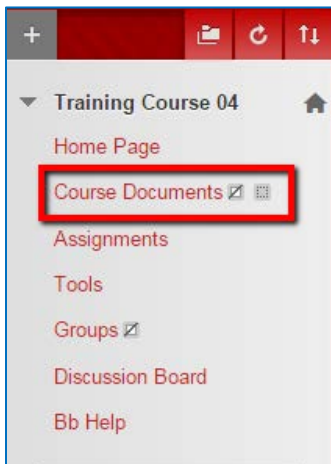 Training Course 04
Home Page
Course Documents
Assignments
Tools
Groups
Discussion Board
Bb Help